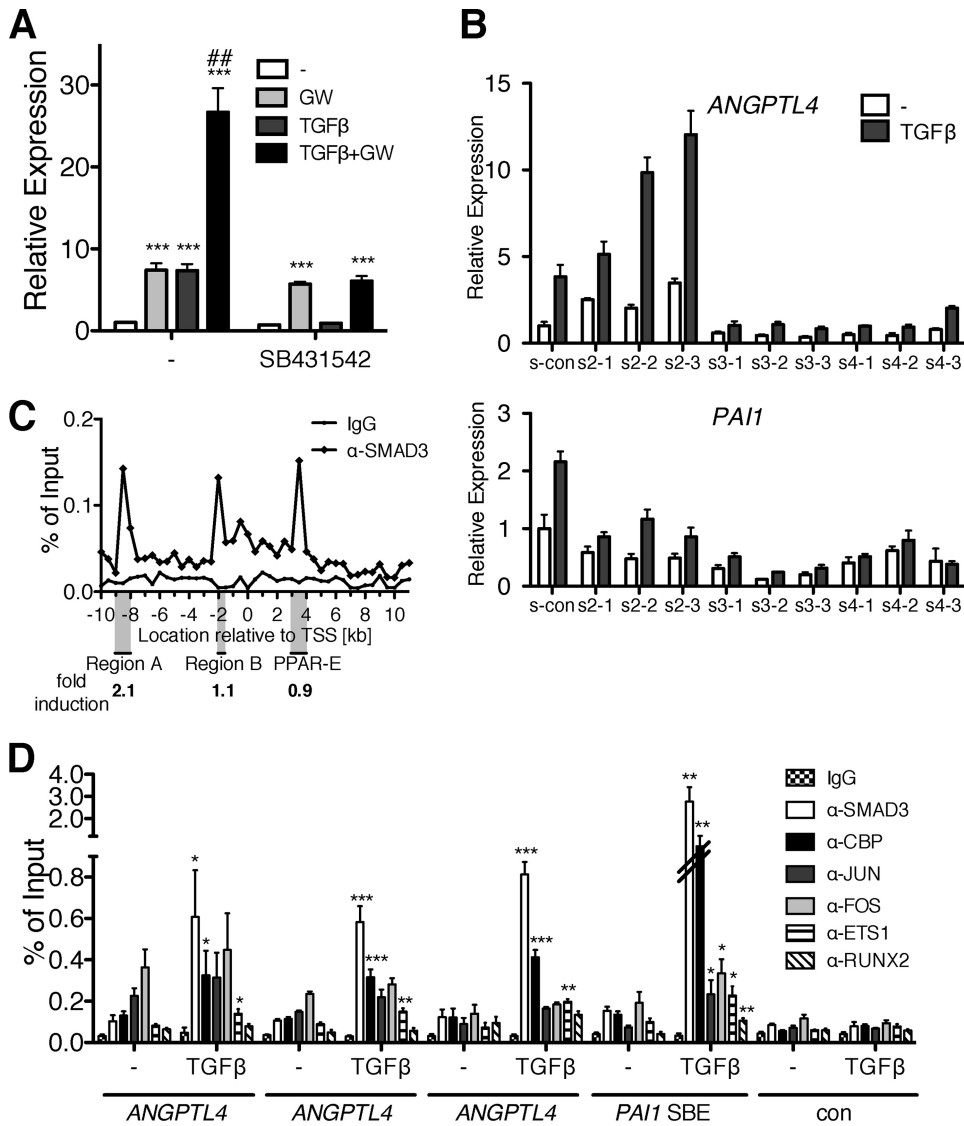 A
Relative Expression
30
20
10
0
##
***
***
***
***
***
-
GW
TGFβ
TGFβ+GW
-
SB431542
B
Relative Expression
15
10
5
0
ANGPTL4
-
TGFβ
s-con s2-1 s2-2 s2-3 s3-1 s3-2 s3-3 s4-1 s4-2 s4-3
Relative Expression
3
2
1
0
PAI1
s-con s2-1 s2-2 s2-3 s3-1 s3-2 s3-3 s4-1 s4-2 s4-3
C
% of Input
0.2
0.1
0.0
IgG
α-SMAD3
-10 -8 -6 -4 -2 0 2 4 6 8 10
Location relative to TSS [kb]
Region A Region B PPAR-E
fold
induction
2.1 1.1 0.9
D
% of Input
4.0
3.0
2.0
0.8
0.6
0.4
0.2
0.0
*
*
*
***
***
**
***
***
**
**
**
*
*
*
**
IgG
α-SMAD3
α-CBP
α-JUN
α-FOS
α-ETS1
α-RUNX2
- TGFβ - TGFβ - TGFβ - TGFβ - TGFβ
ANGPTL4 ANGPTL4 ANGPTL4 PAI1 SBE con